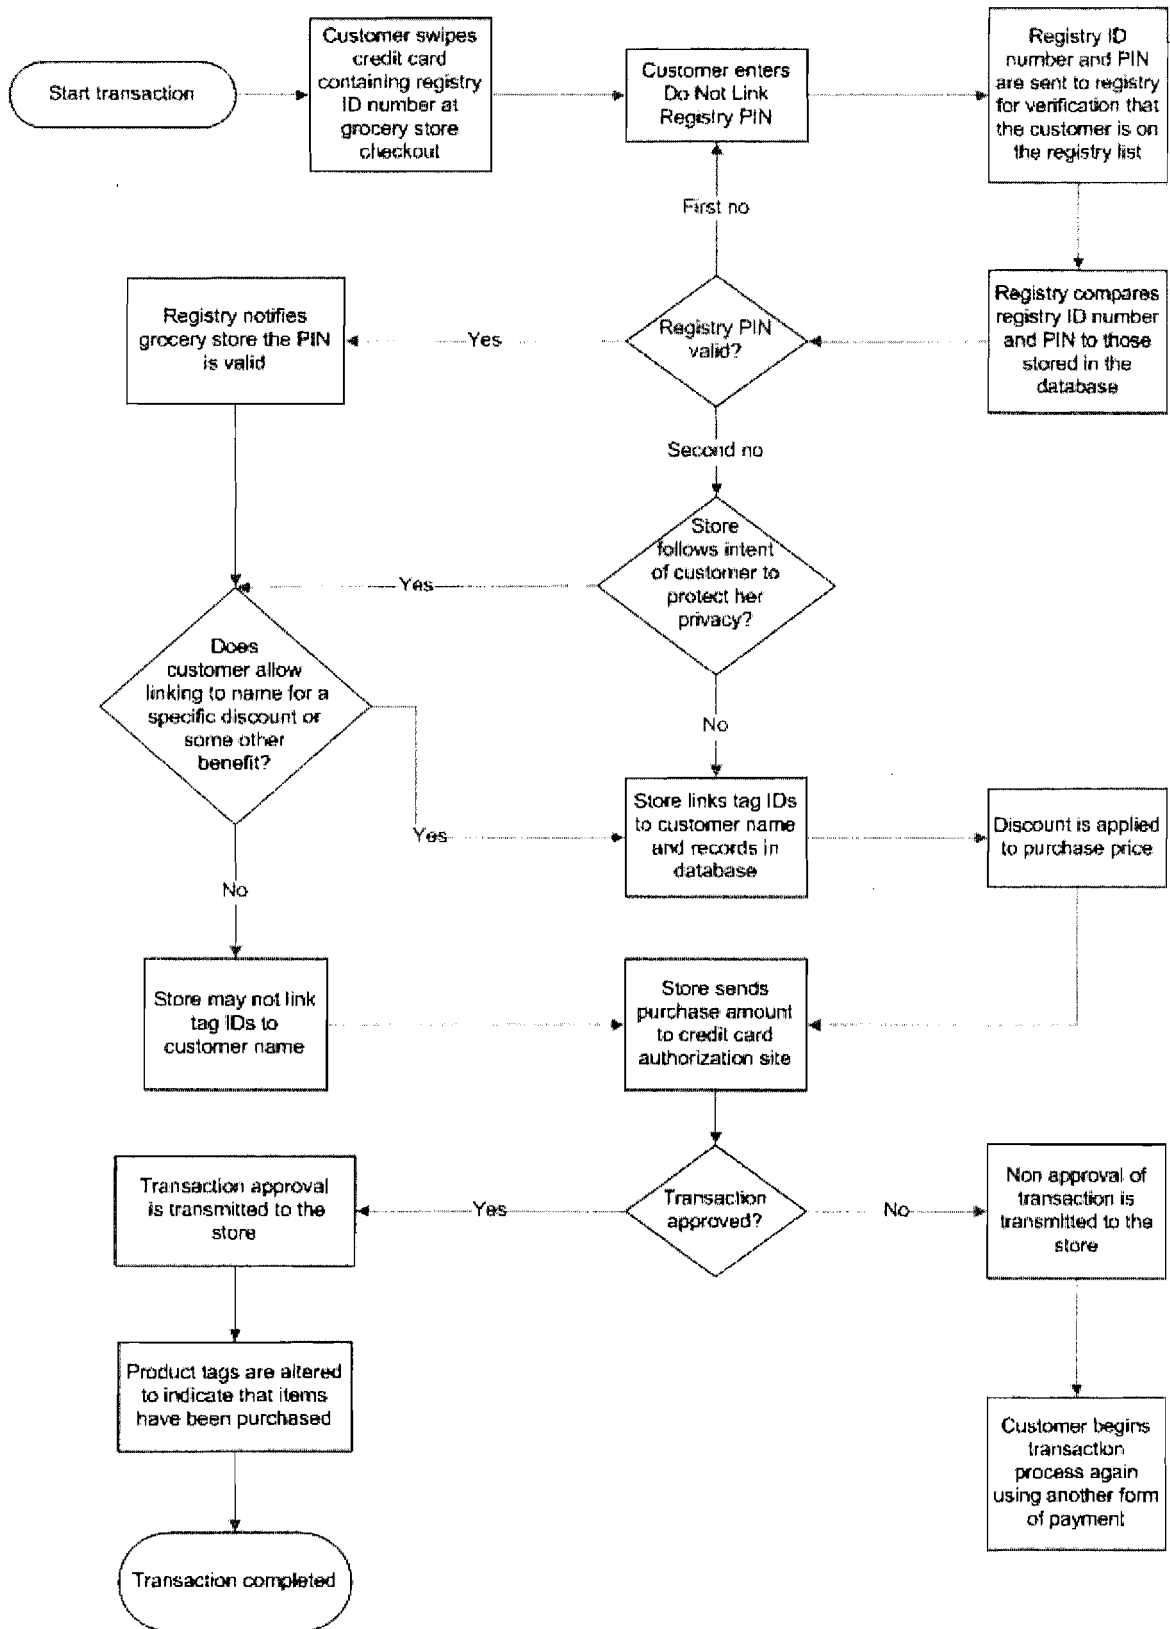 Start transaction
Customer swipes
credit card
containing registry
ID number at
grocery store
checkout
Customer enters
Do Not Link
Registry PIN
Registry ID
number and PIN
are sent to registry
for verification that
the customer is on
the registry list
First no
Registry notifies
grocery store the PIN
is valid
Yes
Registry PIN
valid?
Registry compares
registry ID number
and PIN to those
stored in the
database
Second no
Store
follows intent
of customer to
protect her
privacy?
Yes
Does
customer allow
linking to name for a
specific discount or
some other
benefit?
No
Yes
Store links tag IDs
to customer name
and records in
database
Discount is applied
to purchase price
No
Store may not link
tag IDs to
customer name
Store sends
purchase amount
to credit card
authorization site
Transaction approval
is transmitted to the
store
Yes
Transaction
approved?
No
Non approval of
transaction is
transmitted to the
store
Product tags are altered
to indicate that items
have been purchased
Customer begins
transaction
process again
using another form
of payment
Transaction completed